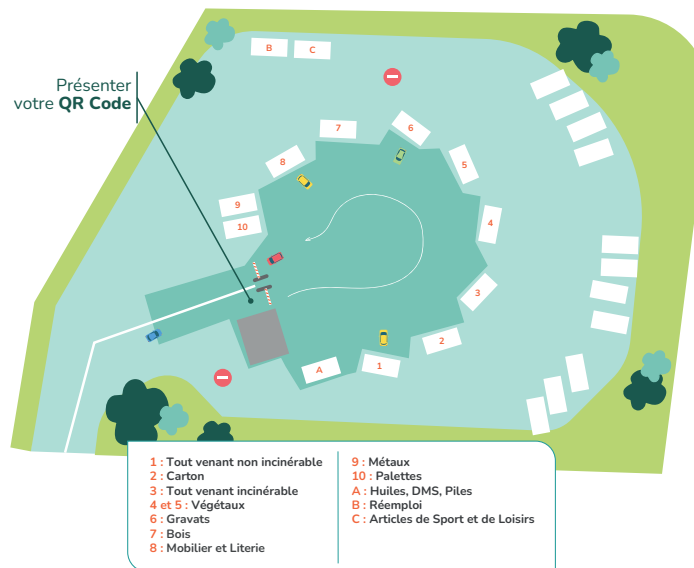 B
C
Présenter
votre QR Code
7
6
8
5
9
10
4
3
2
A
1
1 : Tout venant non incinérable
2 : Carton
3 : Tout venant incinérable
4 et 5 : Végétaux
6 : Gravats
7 : Bois
8 : Mobilier et Literie
9 : Métaux
10 : Palettes
A : Huiles, DMS, Piles
B : Réemploi
C : Articles de Sport et de Loisirs